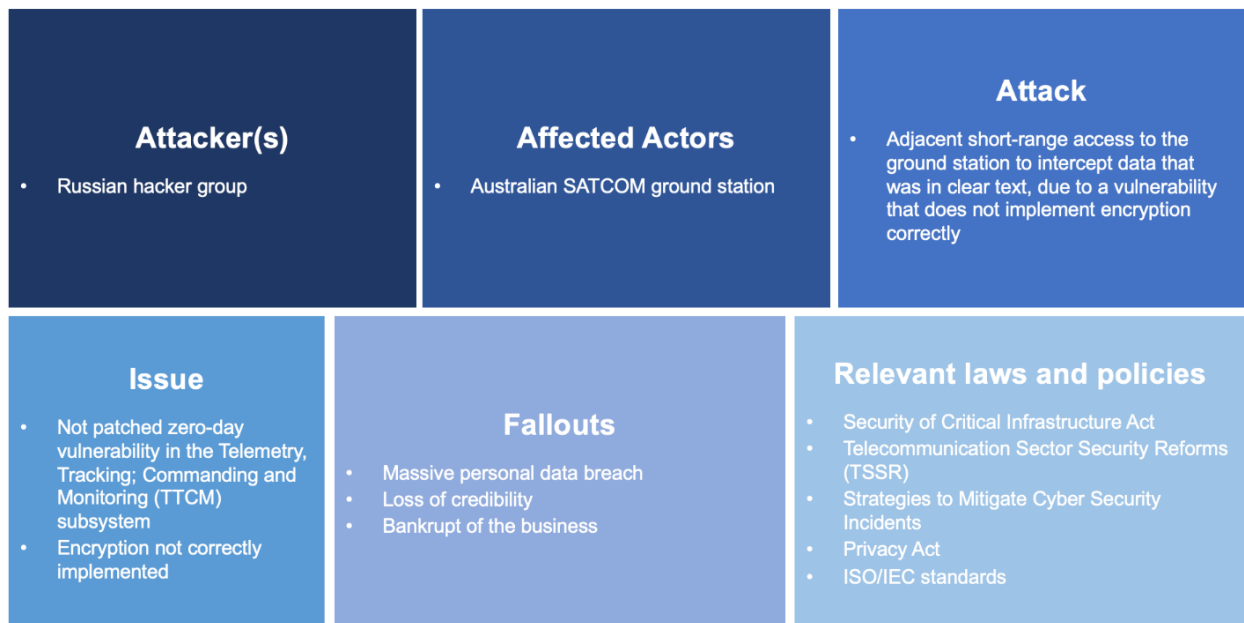 Attacker(s)
• Russian hacker group
Affected Actors
• Australian SATCOM ground station
Attack
• Adjacent short-range access to the
ground station to intercept data that
was in clear text, due to a vulnerability
that does not implement encryption
correctly
Issue
• Not patched zero-day
vulnerability in the Telemetry,
Tracking; Commanding and
Monitoring (TTCM)
subsystem
• Encryption not correctly
implemented
Fallouts
• Massive personal data breach
• Loss of credibility
• Bankrupt of the business
Relevant laws and policies
• Security of Critical Infrastructure Act
• Telecommunication Sector Security Reforms
(TSSR)
• Strategies to Mitigate Cyber Security
Incidents
• Privacy Act
• ISO/IEC standards